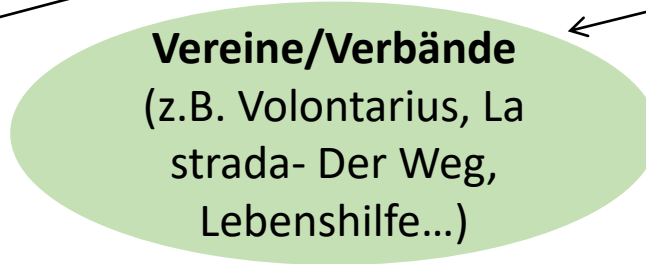 Vereine/Verbände
(z.B. Volontarius, La
strada- Der Weg,
Lebenshilfe…)